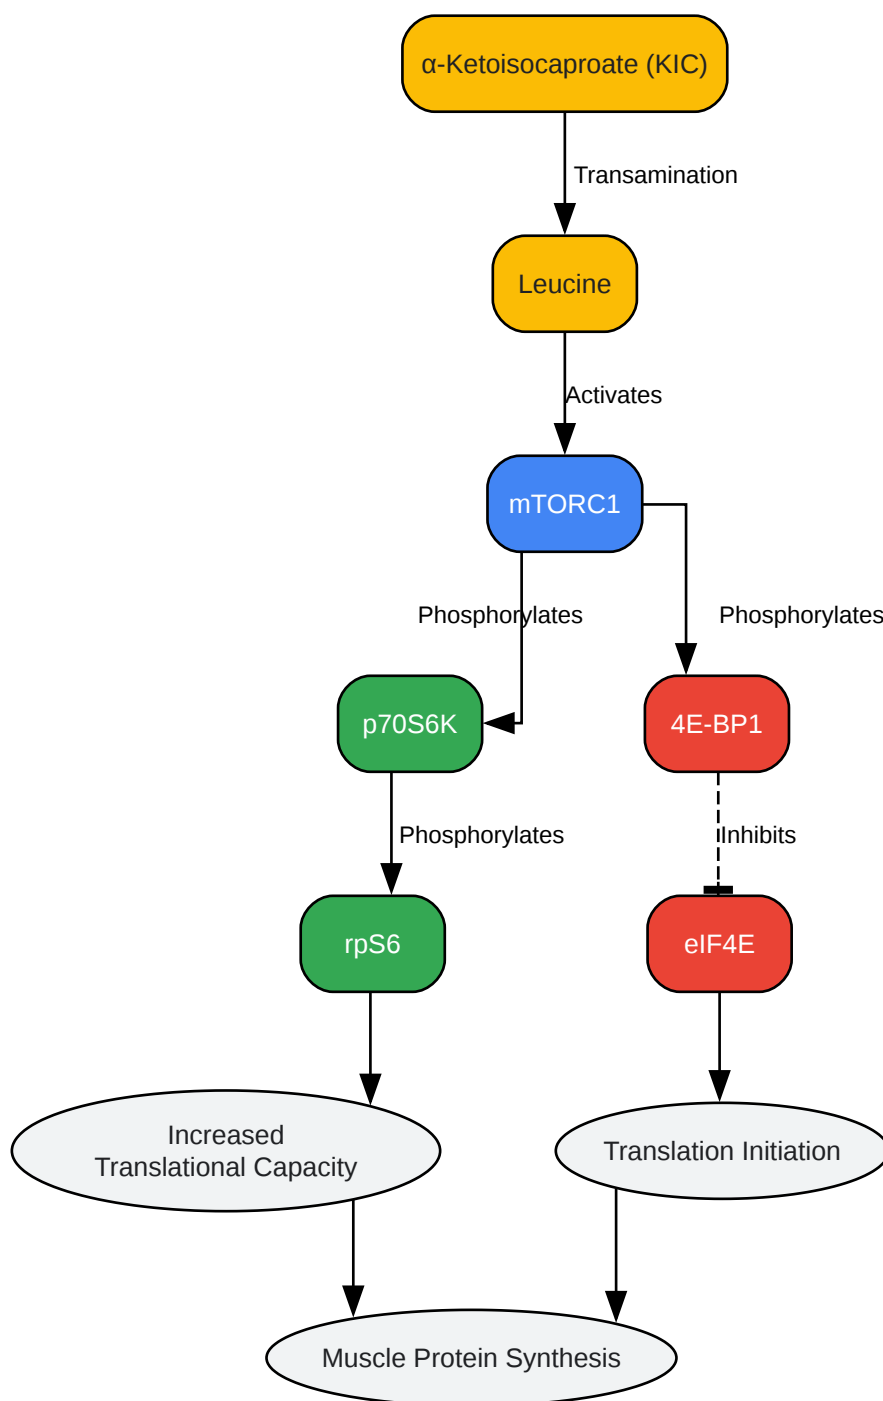 α-Ketoisocaproate (KIC)
Transamination
Leucine
Activates
mTORC1
Phosphorylates
Phosphorylates
p70S6K
4E-BP1
Phosphorylates
Inhibits
rpS6
eIF4E
Increased
Translational Capacity
Translation Initiation
Muscle Protein Synthesis